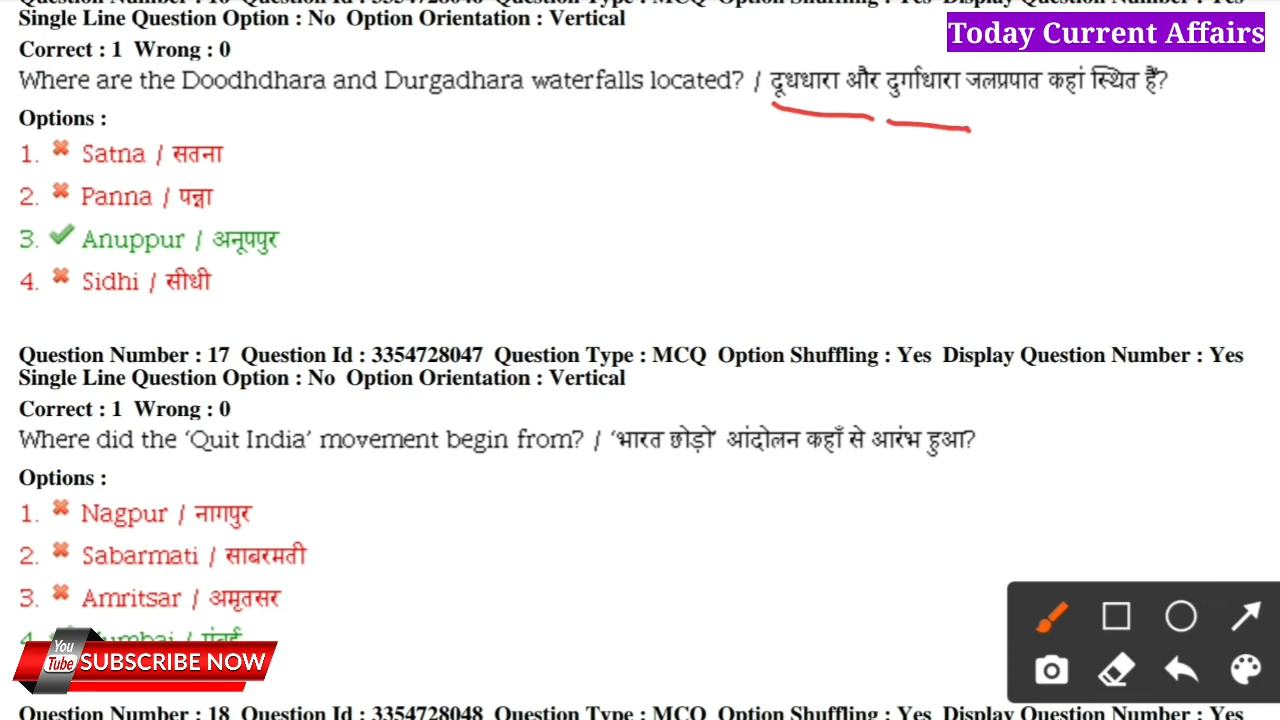 Single Line Question Option : No Option Orientation : Vertical
Today Current Affairs
Correct : 1 Wrong : 0
Where are the Doodhdhara and Durgadhara waterfalls located? / दूधधारा और दुर्गाधारा जलप्रपात कहां स्थित हैं?
Options :
1. Satna / सतना
2. Panna / पन्ना
3. Anuppur / अनूपपुर
4. Sidhi / सीधी
Question Number : 17 Question Id : 3354728047 Question Type : MCQ Option Shuffling : Yes Display Question Number : Yes
Single Line Question Option : No Option Orientation : Vertical
Correct : 1 Wrong : 0
Where did the ‘Quit India’ movement begin from? / ‘भारत छोड़ो’ आंदोलन कहाँ से आरंभ हुआ?
Options :
1. Nagpur / नागपुर
2. Sabarmati / साबरमती
3. Amritsar / अमृतसर
4. Mumbai / मुंबई
You Tube SUBSCRIBE NOW
Question Number : 18 Question Id : 3354728048 Question Type : MCQ Option Shuffling : Yes Display Question Number : Yes